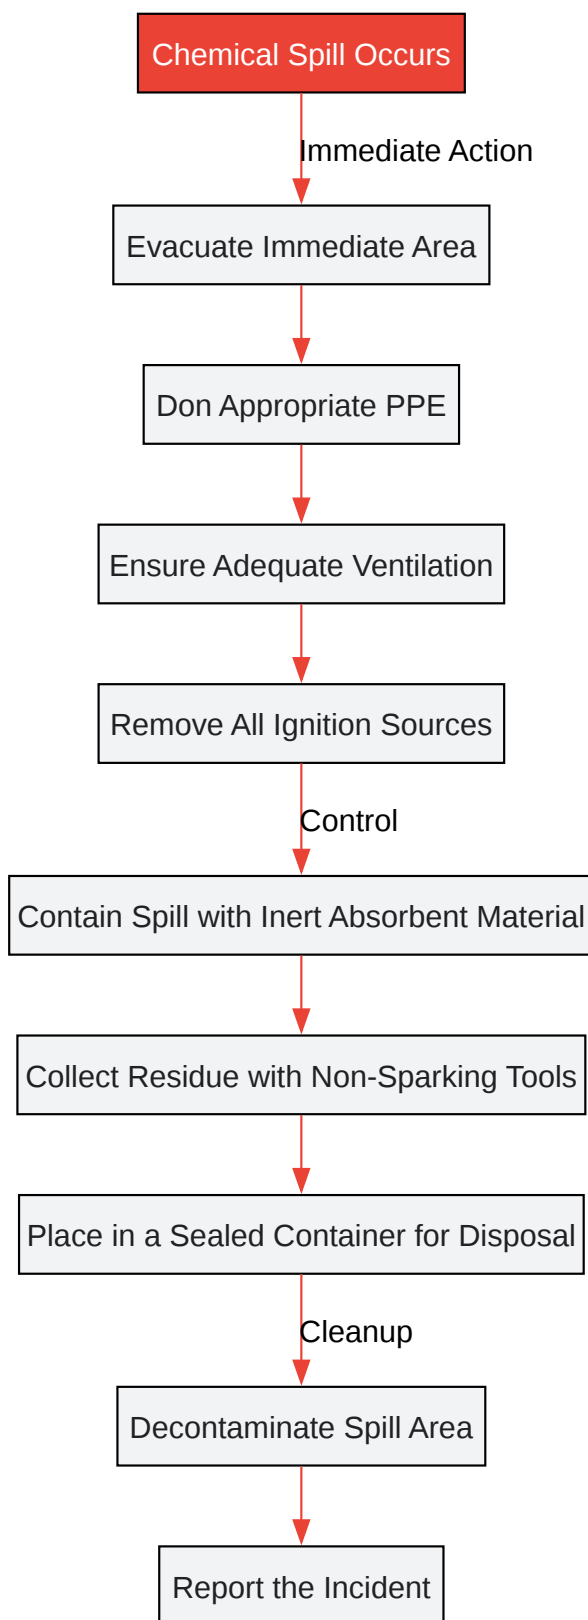 Chemical Spill Occurs
Immediate Action
Evacuate Immediate Area
Don Appropriate PPE
Ensure Adequate Ventilation
Remove All Ignition Sources
Control
Contain Spill with Inert Absorbent Material
Collect Residue with Non-Sparking Tools
Place in a Sealed Container for Disposal
Cleanup
Decontaminate Spill Area
Report the Incident